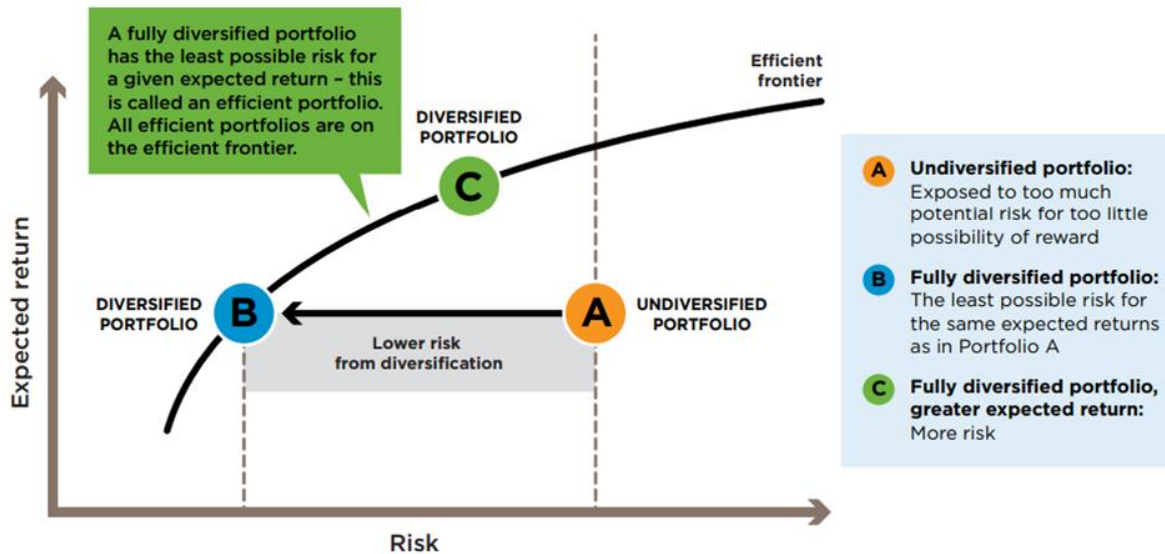 A fully diversified portfolio
has the least possible risk for
a given expected return – this
is called an efficient portfolio.
All efficient portfolios are on
the efficient frontier.
Efficient
frontier
DIVERSIFIED
PORTFOLIO
C
Expected return
DIVERSIFIED
PORTFOLIO
B
A
UNDIVERSIFIED
PORTFOLIO
Lower risk
from diversification
Risk
A
Undiversified portfolio:
Exposed to too much
potential risk for too little
possibility of reward
B
Fully diversified portfolio:
The least possible risk for
the same expected returns
as in Portfolio A
C
Fully diversified portfolio,
greater expected return:
More risk